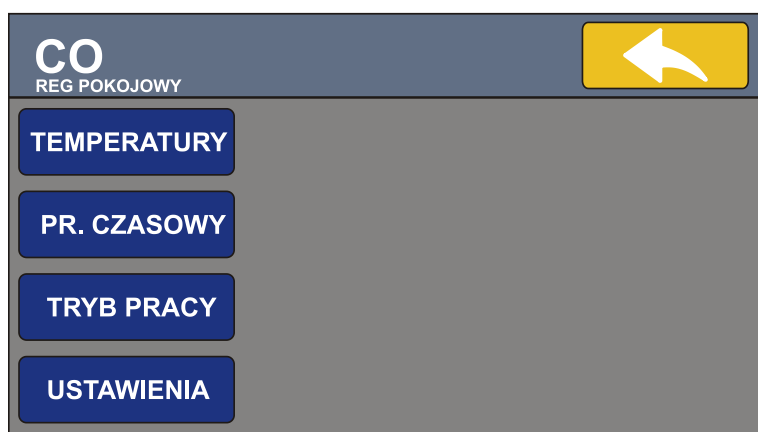 CO
REG POKOJOWY
TEMPERATURY
PR. CZASOWY
TRYB PRACY
USTAWIENIA